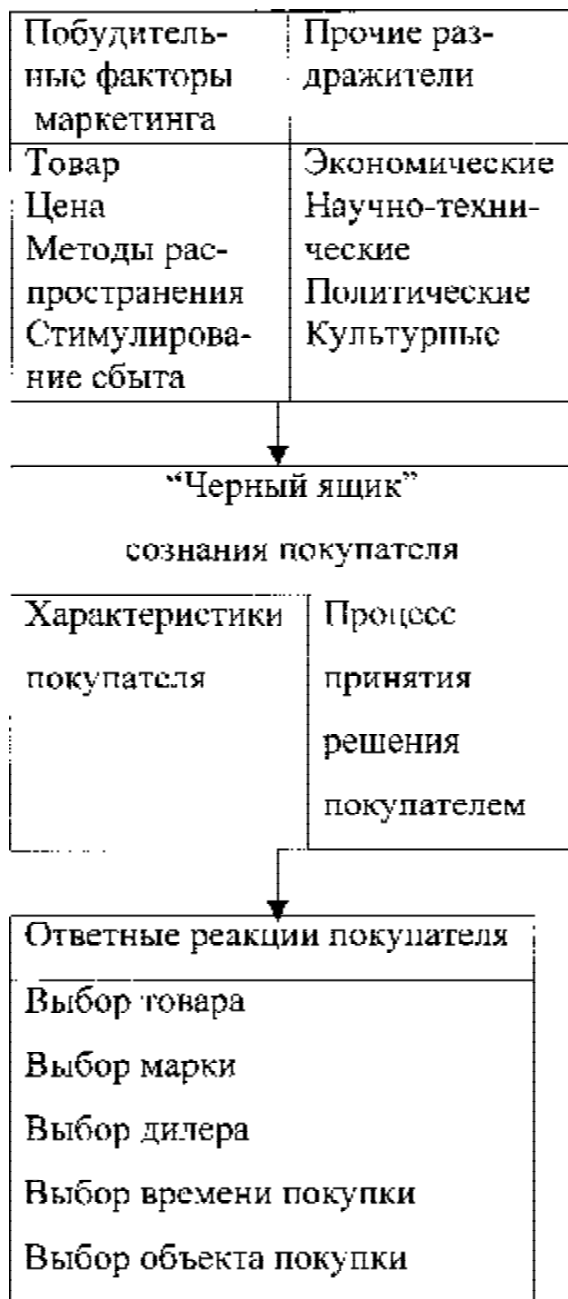 Побудитель-
ные факторы
маркетинга
Прочие раз-
дражители
Товар
Цена
Методы рас-
пространения
Стимулирова-
ние сбыта
Экономические
Научно-техни-
ческие
Политические
Культурные
“Черный ящик”
сознания покупателя
Характеристики
покупателя
Процесс
принятия
решения
покупателем
Ответные реакции покупателя
Выбор товара
Выбор марки
Выбор дилера
Выбор времени покупки
Выбор объекта покупки